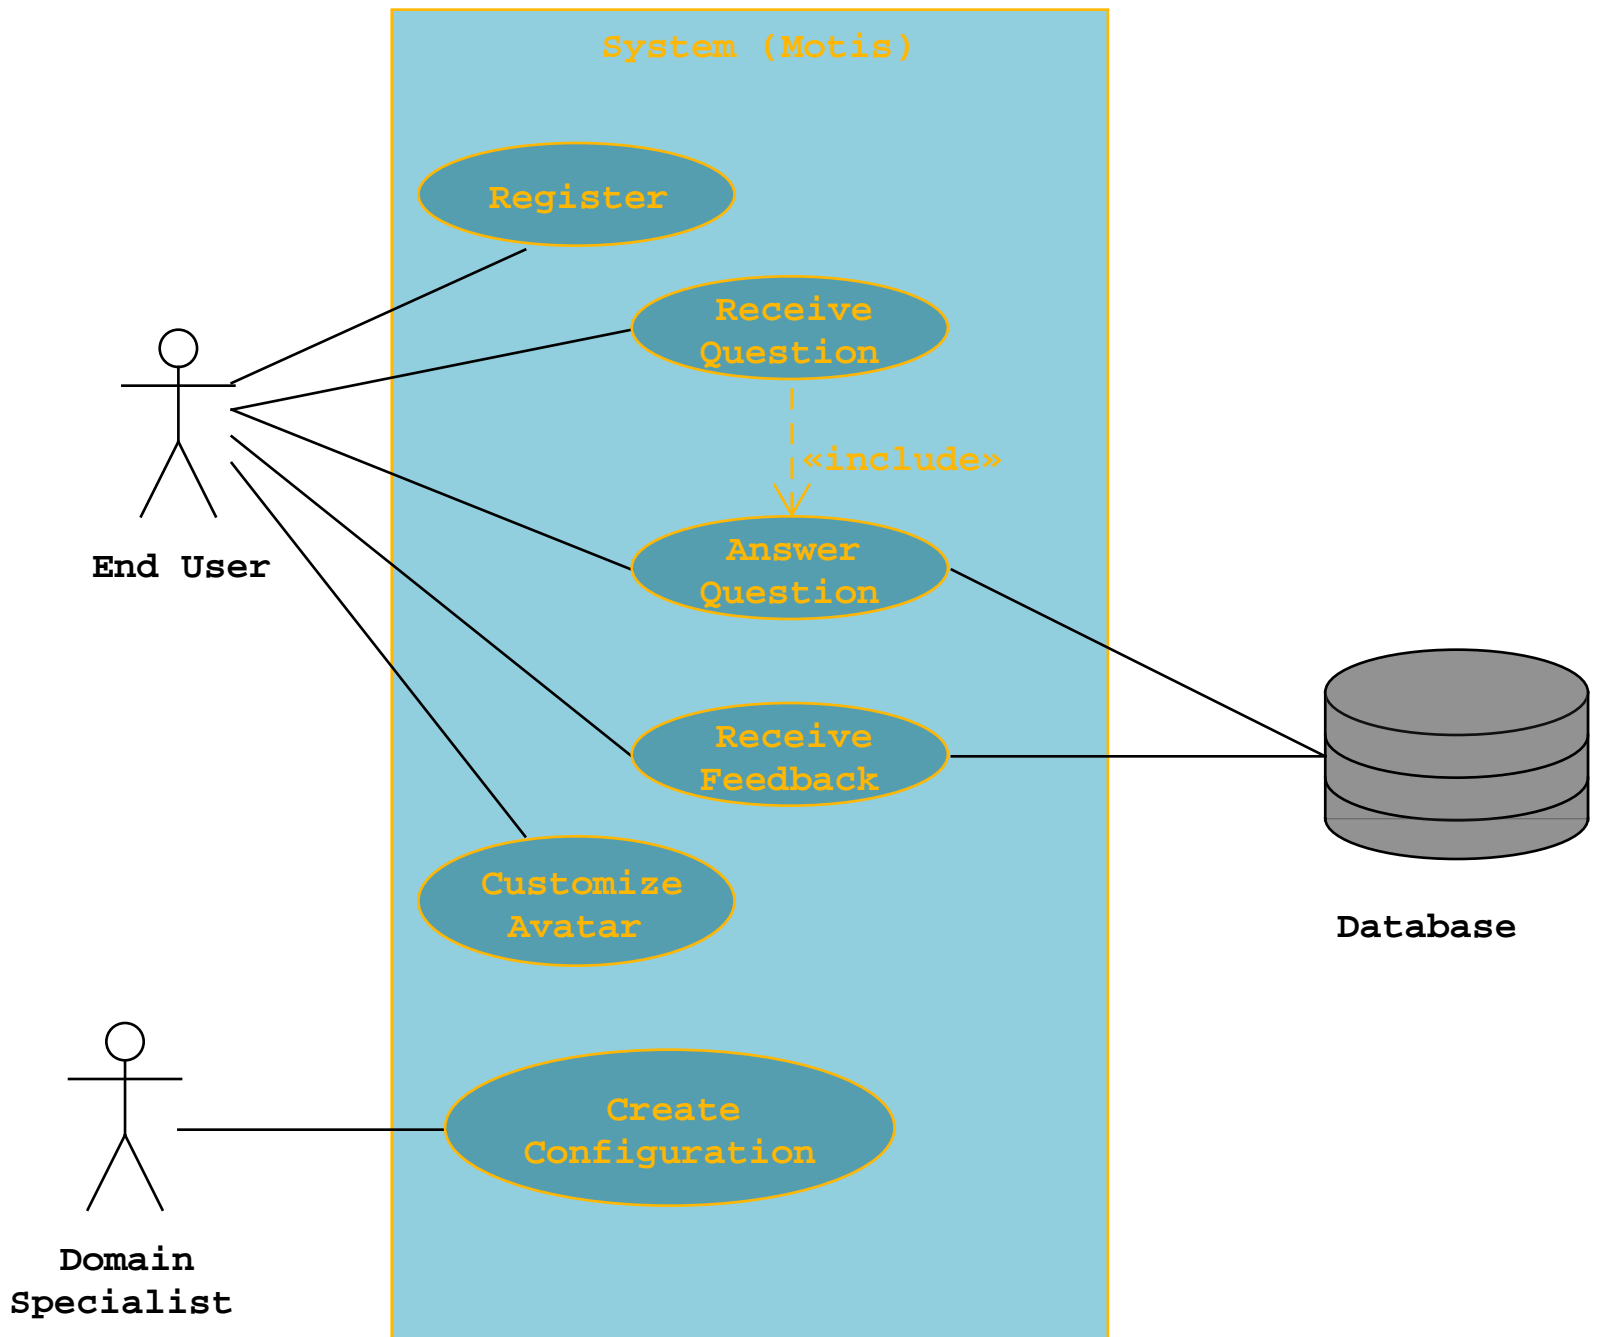 System (Motis)
Register
Receive
Question
«include»
Answer
Question
End User
Receive
Feedback
Customize
Avatar
Database
Create
Configuration
Domain
Specialist